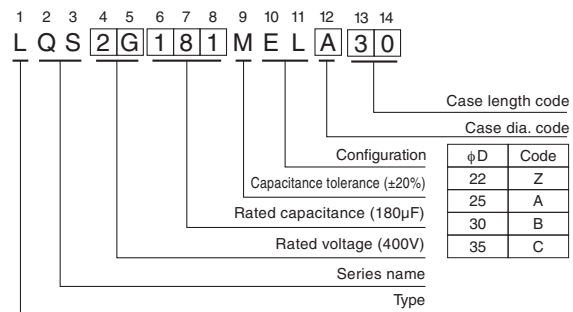 1 2 3 4 5 6 7 8 9 10 11 12 13 14
L Q S 2 G 1 8 1 M E L A 3 0
Case length code
Case dia. code
Configuration
Capacitance tolerance (±20%)
Rated capacitance (180µF)
Rated voltage (400V)
Series name
Type
ϕD Code
22 Z
25 A
30 B
35 C